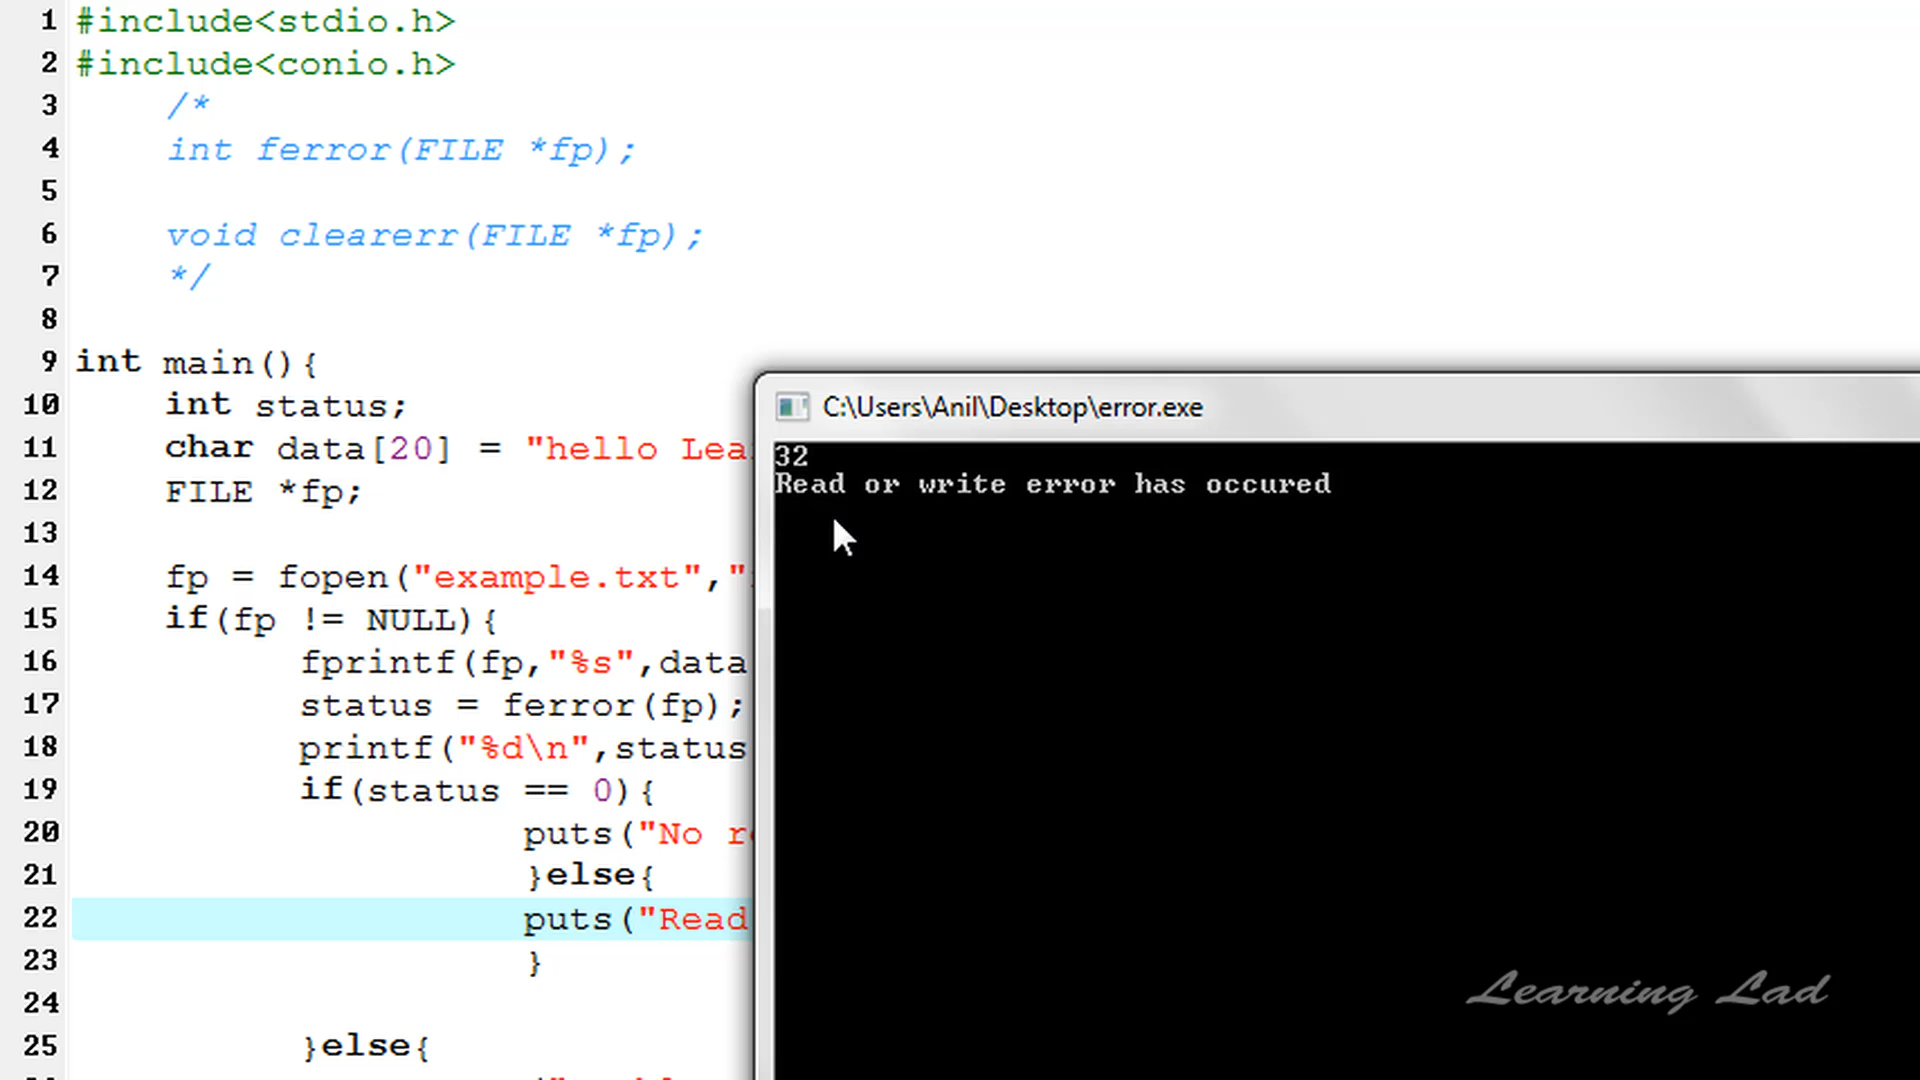 1 #include<stdio.h>
2 #include<conio.h>
3 /*
4 int ferror(FILE *fp);
5
6 void clearerr(FILE *fp);
7 */
8
9 int main(){
10 int status;
11 char data[20] = "hello Lea
12 FILE *fp;
13
14 fp = fopen("example.txt","
15 if(fp != NULL){
16 fprintf(fp,"%s",data
17 status = ferror(fp);
18 printf("%d\n",status
19 if(status == 0){
20 puts("No r
21 }else{
22 puts("Read
23 }
24
25 }else{
C:\Users\Anil\Desktop\error.exe
32
Read or write error has occured
Learning Lad